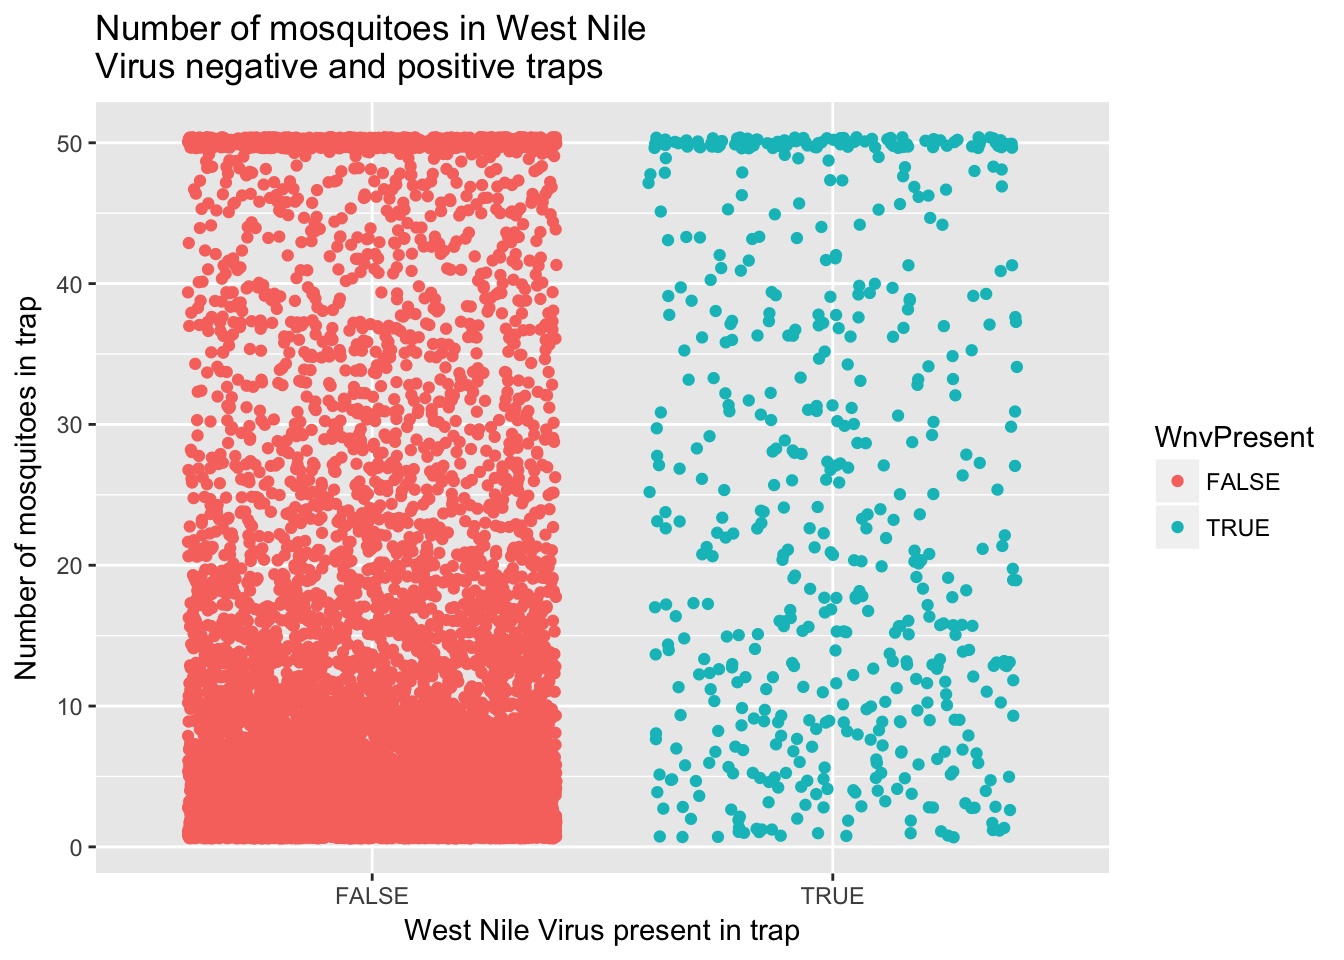 Number of mosquitoes in West Nile
Virus negative and positive traps
Number of mosquitoes in trap
50
40
30
20
10
0
FALSE
TRUE
West Nile Virus present in trap
WnvPresent
FALSE
TRUE